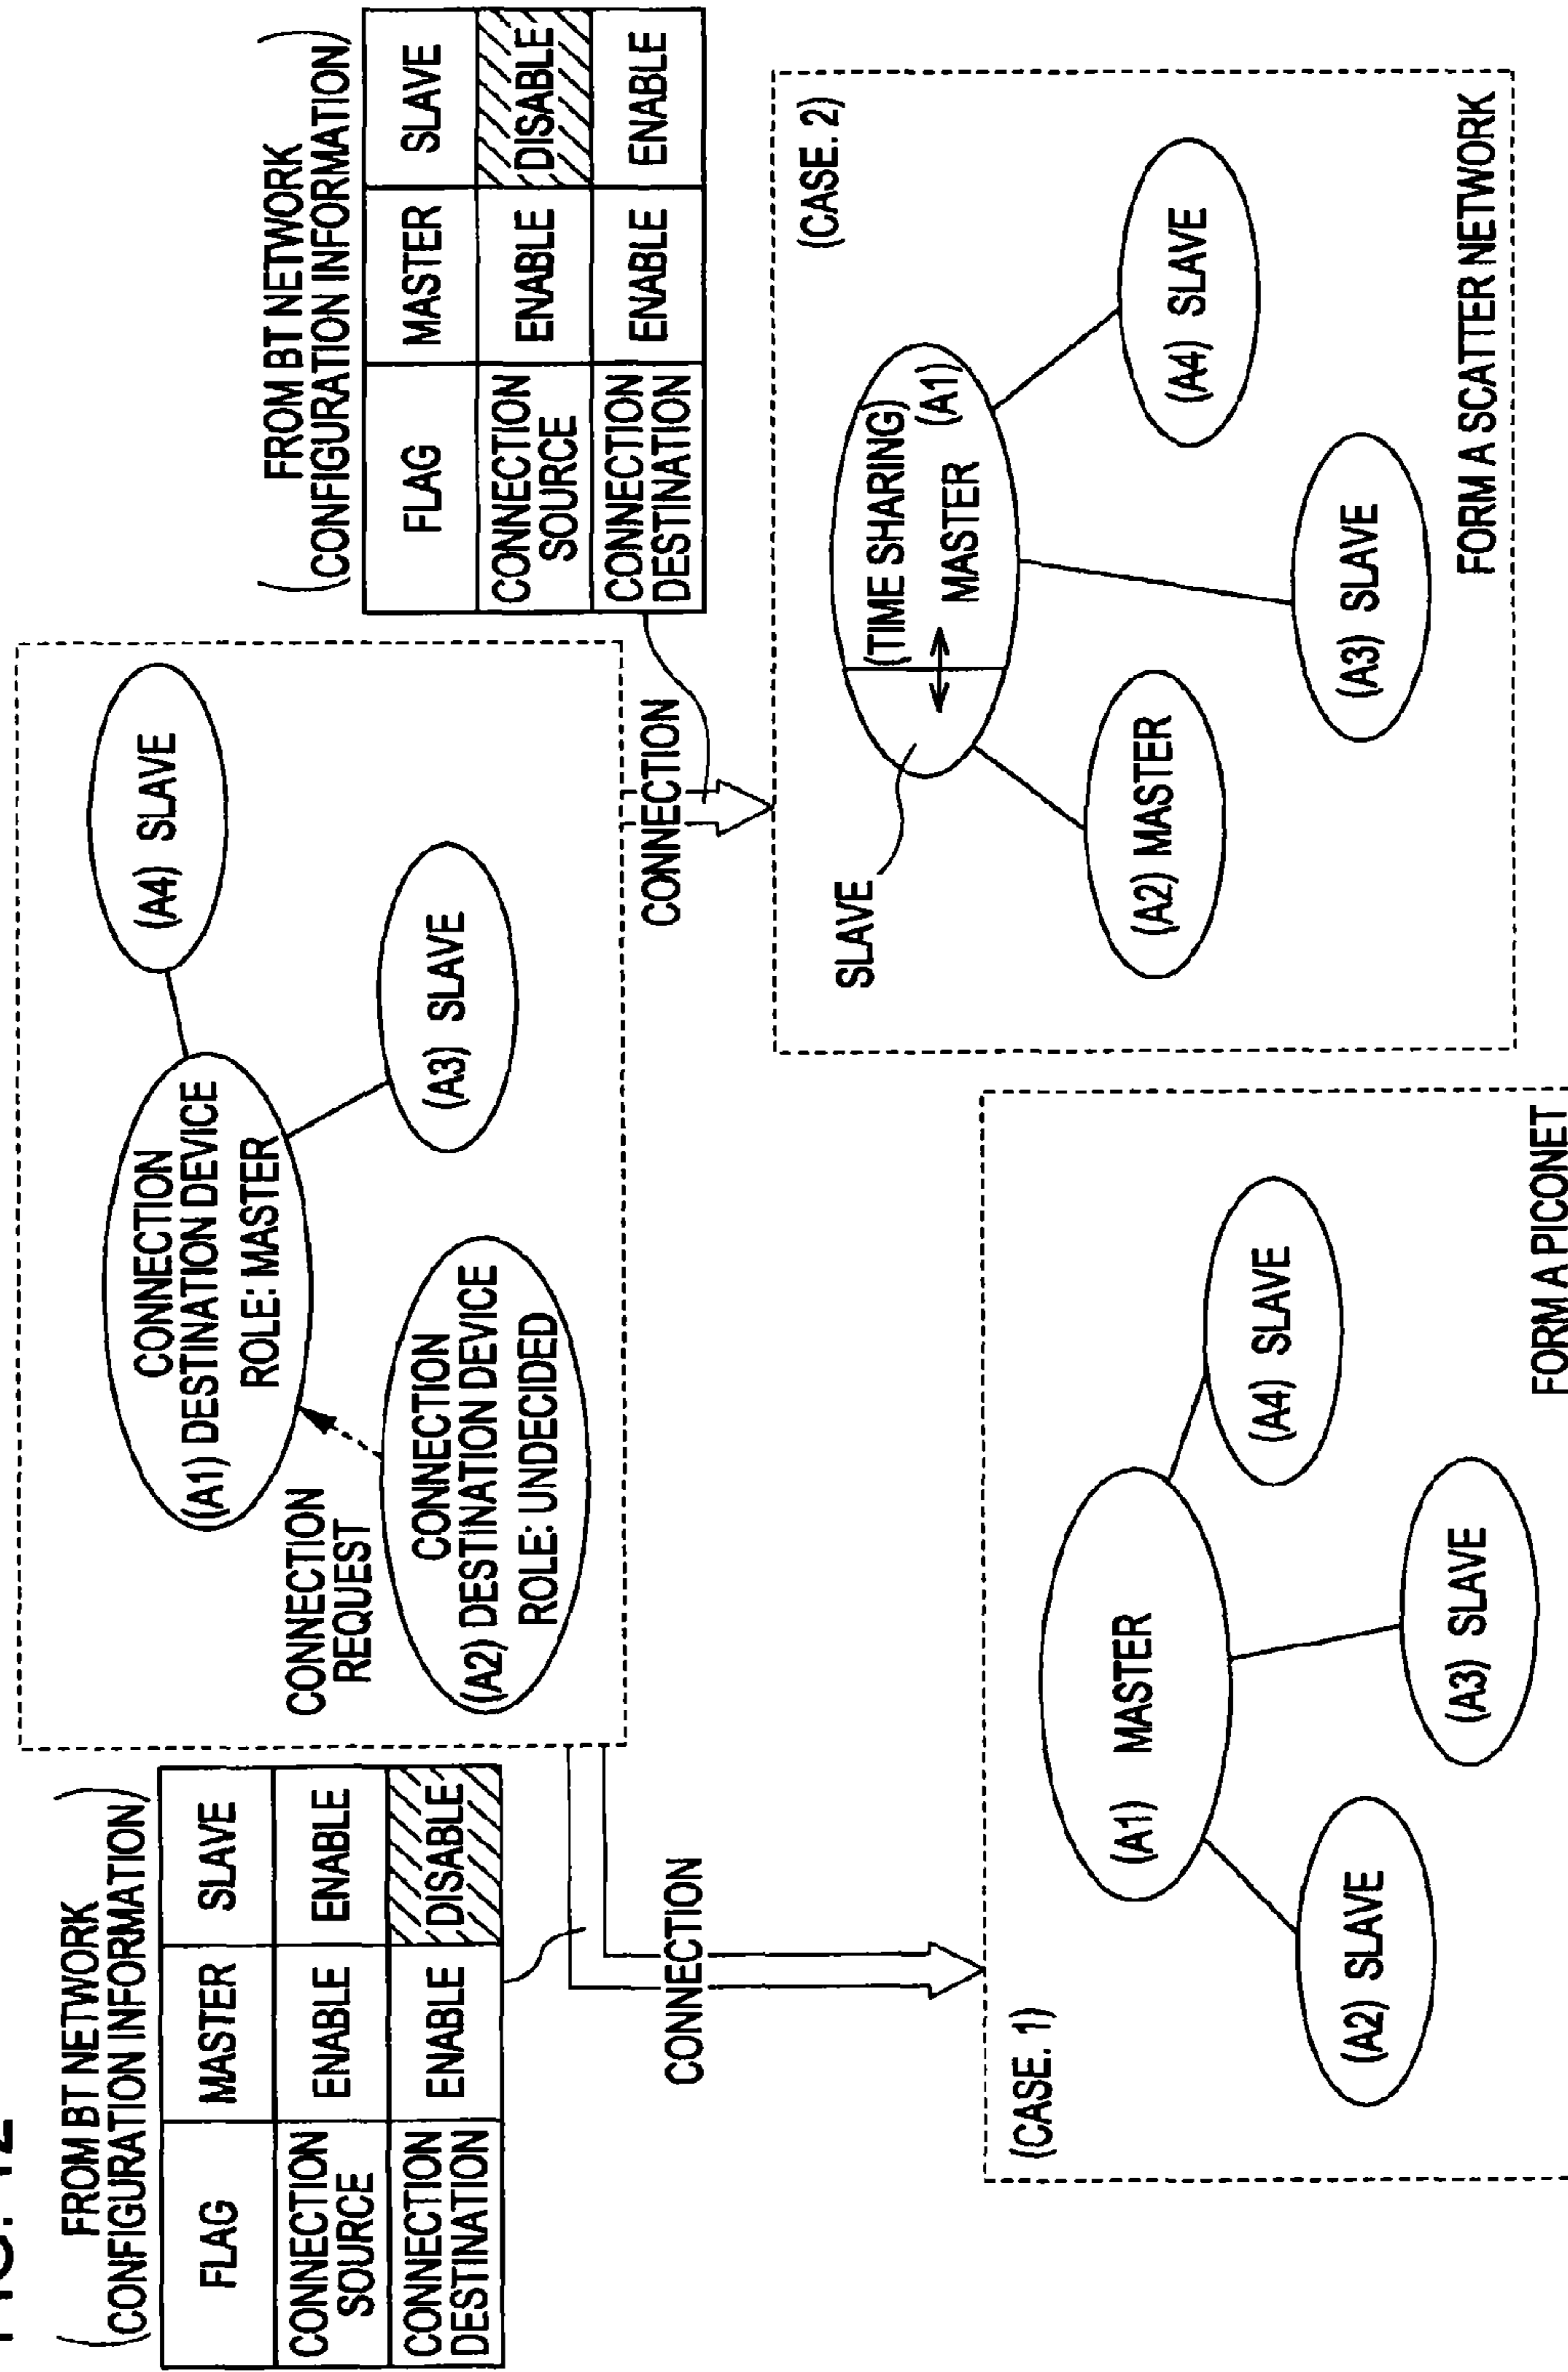 FIG. 12
(FROM BT NETWORK
CONFIGURATION INFORMATION)
FLAG MASTER SLAVE
CONNECTION
SOURCE ENABLE ENABLE
CONNECTION
DESTINATION ENABLE DISABLE
CONNECTION
(A1) DESTINATION DEVICE
ROLE: MASTER
(A4) SLAVE
(A3) SLAVE
CONNECTION
REQUEST
CONNECTION
(A2) DESTINATION DEVICE
ROLE: UNDECIDED
(FROM BT NETWORK
CONFIGURATION INFORMATION)
FLAG MASTER SLAVE
CONNECTION
SOURCE ENABLE DISABLE
CONNECTION
DESTINATION ENABLE ENABLE
CONNECTION
CONNECTION
(CASE. 1)
(A1) MASTER
(A2) SLAVE
(A3) SLAVE
(A4) SLAVE
FORM A PICONET
(CASE. 2)
SLAVE
(TIME SHARING)
MASTER (A1)
(A2) MASTER
(A3) SLAVE
(A4) SLAVE
FORM A SCATTER NETWORK